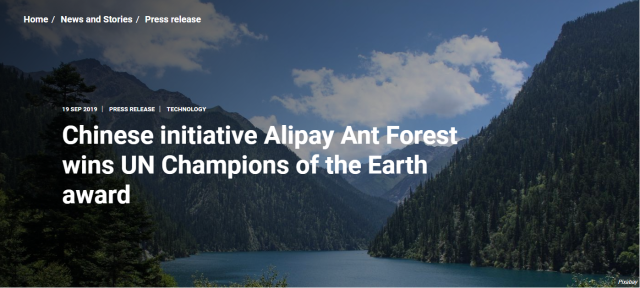 Home / News and Stories / Press release
19 SEP 2019 | PRESS RELEASE | TECHNOLOGY
Chinese initiative Alipay Ant Forest
wins UN Champions of the Earth
award
Pixabay